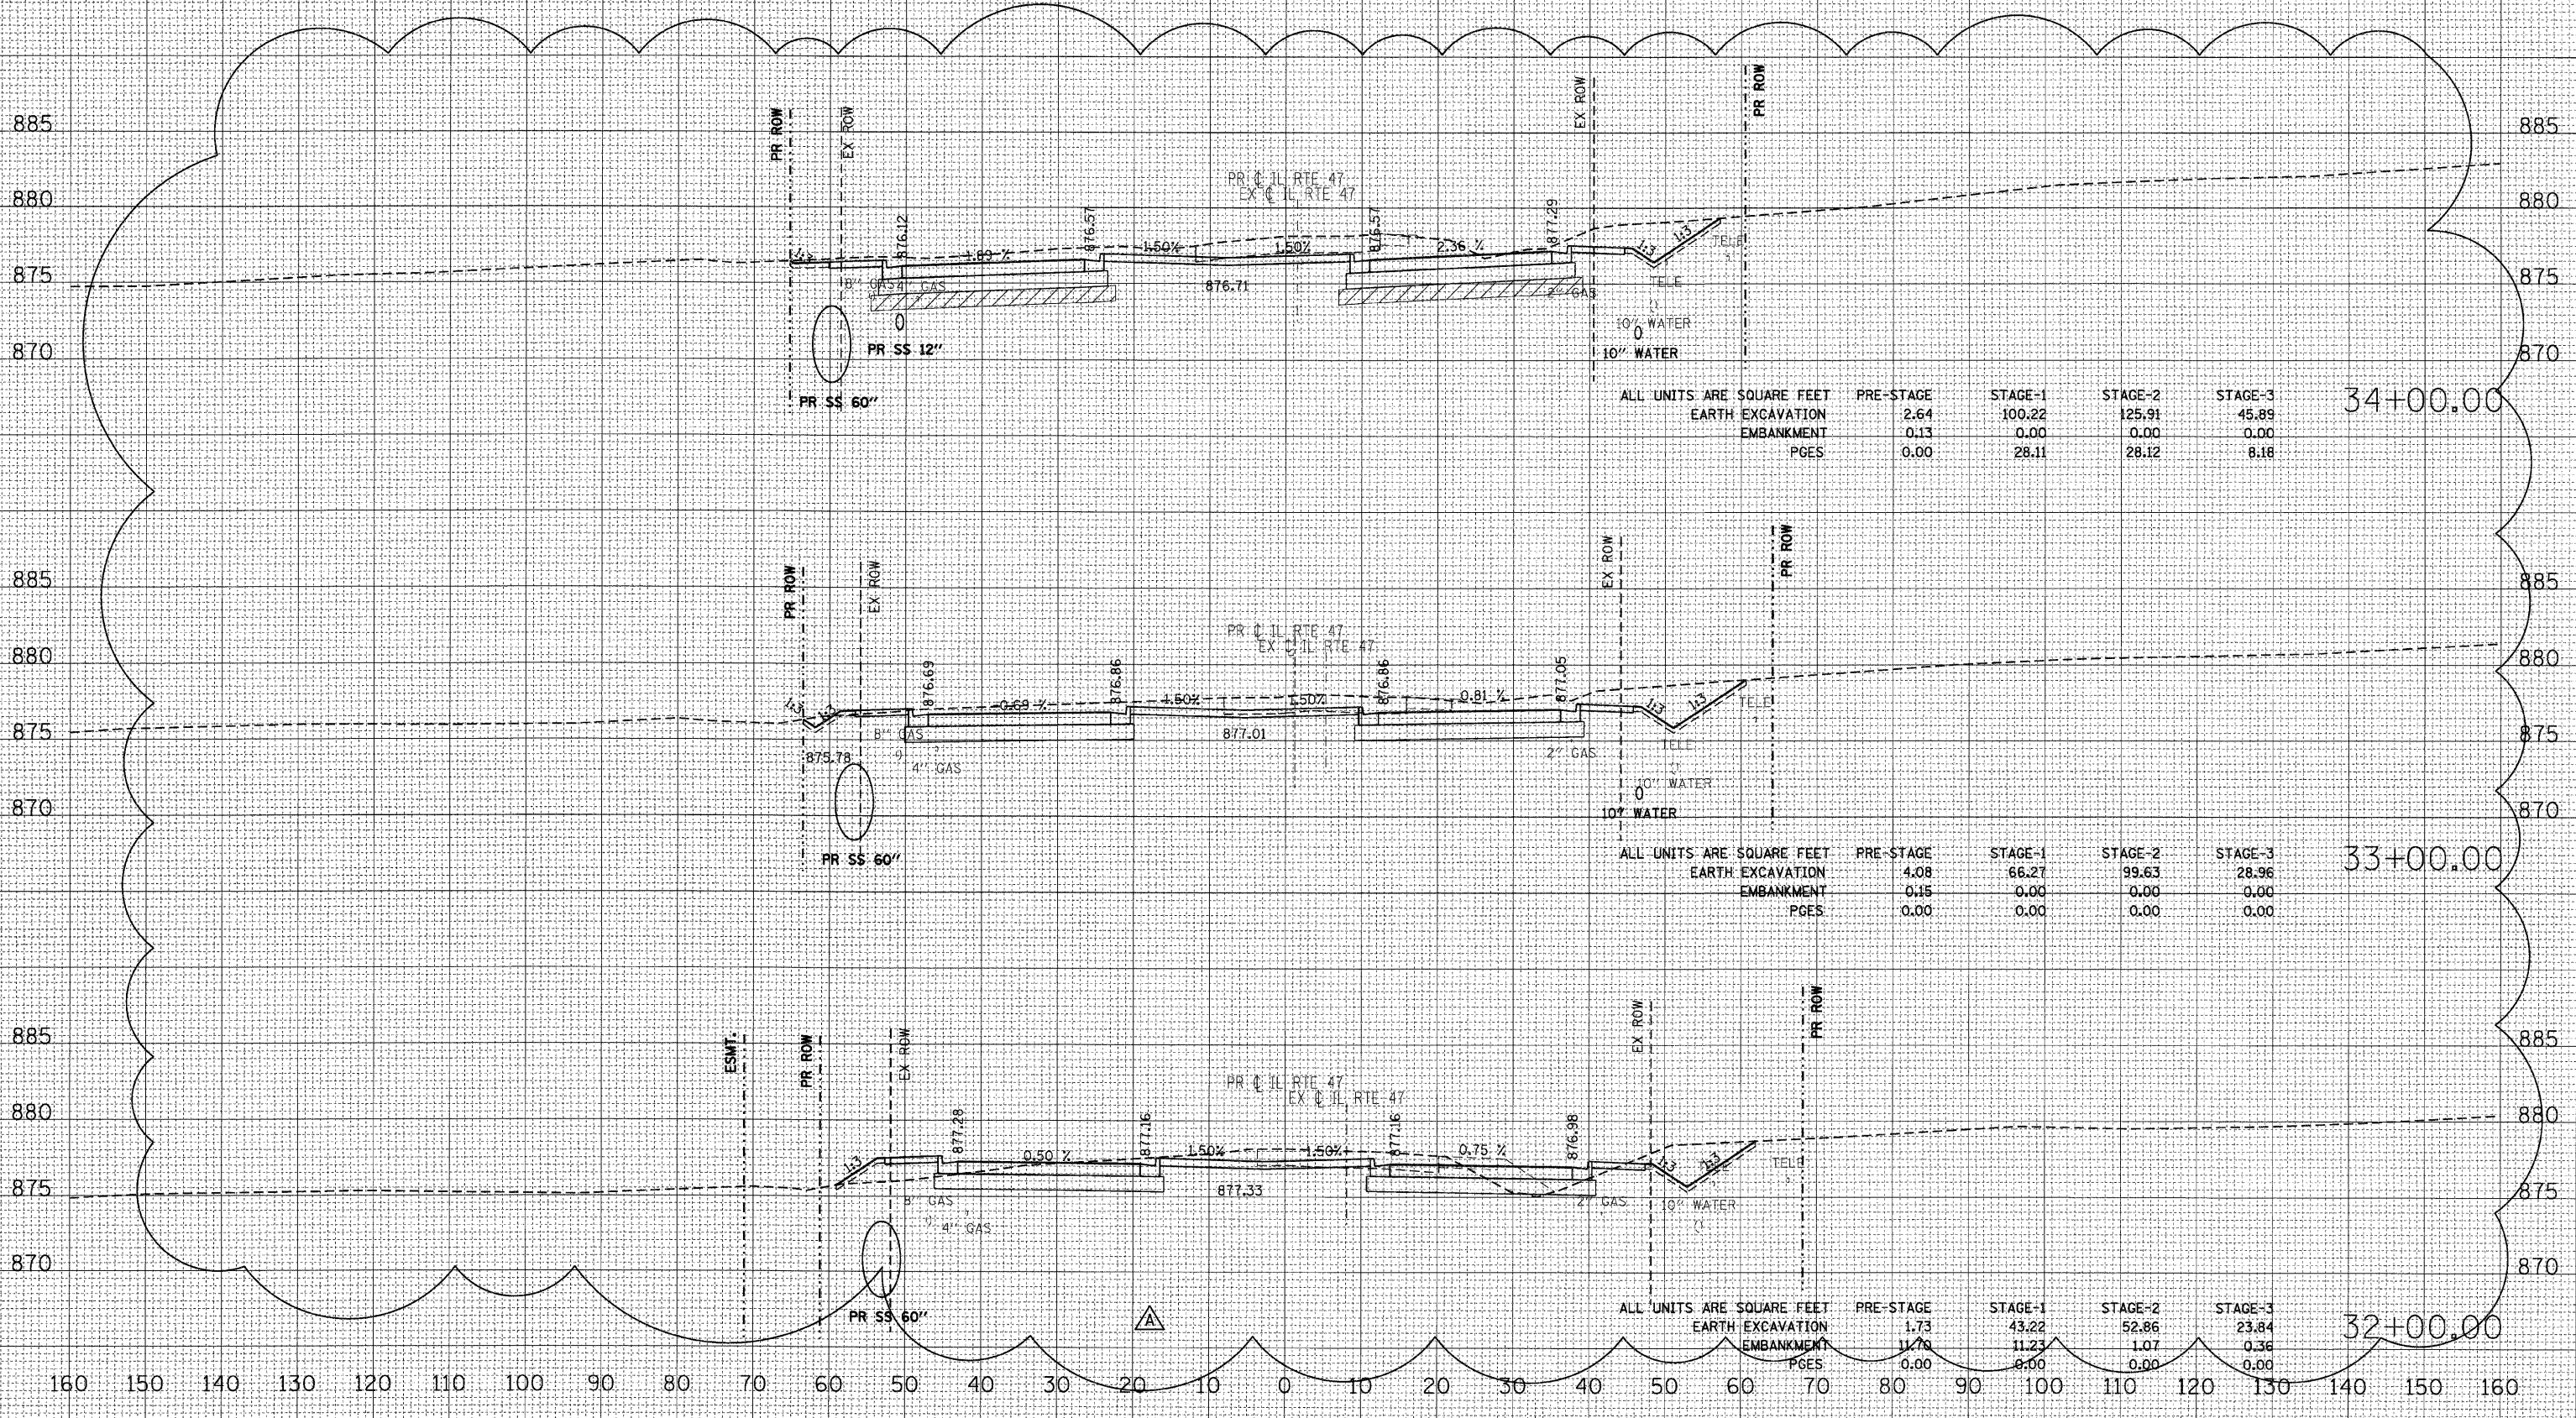 PR ROW
EX ROW
EX ROW
PR ROW
885
885
PR ℄ IL RTE 47
EX ℄ IL RTE 47
880
880
876.12
876.57
876.57
877.29
1.89 %
1.50%
1.50%
2.36 %
1:3
1:3
TELE
875
875
8" GAS
4" GAS
876.71
2" GAS
TELE
10" WATER
870
870
PR SS 12"
10" WATER
PR SS 60"
ALL UNITS ARE SQUARE FEET PRE-STAGE STAGE-1 STAGE-2 STAGE-3
34+00.00
EARTH EXCAVATION 2.64 100.22 125.91 45.89
EMBANKMENT 0.13 0.00 0.00 0.00
PGES 0.00 28.11 28.12 8.18
PR ROW
EX ROW
EX ROW
PR ROW
885
885
PR ℄ IL RTE 47
EX ℄ IL RTE 47
880
880
876.69
876.86
876.86
877.05
1:3
1:3
0.69 %
1.50%
1.50%
0.81 %
1:3
1:3
TELE
875
875
8" GAS
877.01
TELE
875.78
4" GAS
2" GAS
10" WATER
870
870
10" WATER
PR SS 60"
ALL UNITS ARE SQUARE FEET PRE-STAGE STAGE-1 STAGE-2 STAGE-3
33+00.00
EARTH EXCAVATION 4.08 66.27 99.63 28.96
EMBANKMENT 0.15 0.00 0.00 0.00
PGES 0.00 0.00 0.00 0.00
ESMT.
PR ROW
EX ROW
EX ROW
PR ROW
885
885
PR ℄ IL RTE 47
EX ℄ IL RTE 47
880
880
877.28
877.16
877.16
876.98
1:3
0.50 %
1.50%
1.50%
0.75 %
1:3
1:3
TELE
875
875
8" GAS
877.33
2" GAS
10" WATER
4" GAS
870
870
PR SS 60"
A
ALL UNITS ARE SQUARE FEET PRE-STAGE STAGE-1 STAGE-2 STAGE-3
32+00.00
EARTH EXCAVATION 1.73 43.22 52.86 23.84
EMBANKMENT 11.70 11.23 1.07 0.36
PGES 0.00 0.00 0.00 0.00
160 150 140 130 120 110 100 90 80 70 60 50 40 30 20 10 0 10 20 30 40 50 60 70 80 90 100 110 120 130 140 150 160